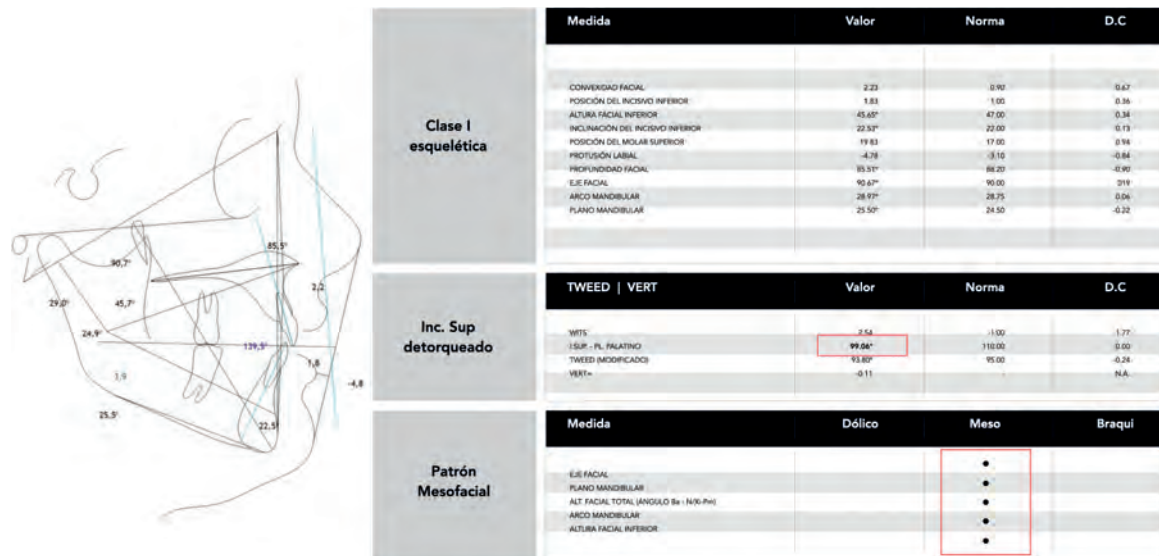 85,5°
90,7°
2,2
29,0°
45,7°
24,9°
139,5°
1,8
1,9
-4,8
25,5°
22,5°
Clase I
esquelética
Medida Valor Norma D.C
CONVEXIDAD FACIAL 2.23 0.90 0.67
POSICIÓN DEL INCISIVO INFERIOR 1.83 1.00 0.36
ALTURA FACIAL INFERIOR 45.65° 47.00 0.34
INCLINACIÓN DEL INCISIVO INFERIOR 22.53° 22.00 0.13
POSICIÓN DEL MOLAR SUPERIOR 19.83 17.00 0.94
PROTUSIÓN LABIAL -4.78 -3.10 -0.84
PROFUNDIDAD FACIAL 85.51° 88.20 -0.90
EJE FACIAL 90.67° 90.00 019
ARCO MANDIBULAR 28.97° 28.75 0.06
PLANO MANDIBULAR 25.50° 24.50 -0.22
Inc. Sup
detorqueado
TWEED | VERT Valor Norma D.C
WITS 2.54 -1.00 1.77
I.SUP. - PL. PALATINO 99.06° 110.00 0.00
TWEED (MODIFICADO) 93.80° 95.00 -0.24
VERT= -0.11 - N.A.
Patrón
Mesofacial
Medida Dólico Meso Braqui
EJE FACIAL •
PLANO MANDIBULAR •
ALT. FACIAL TOTAL (ÁNGULO Ba - N/Xi-Pm) •
ARCO MANDIBULAR •
ALTURA FACIAL INFERIOR •